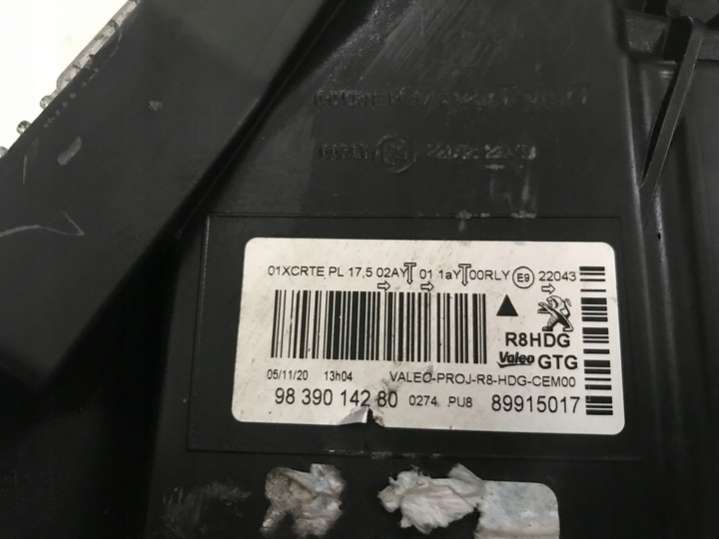 01XCRTE PL 17,5 02AY 01 1aY 00RLY E9 22043
R8HDG
Valeo GTG
05/11/20 13h04 VALEO-PROJ-R8-HDG-CEM00
98 390 142 80 0274 PU8 89915017